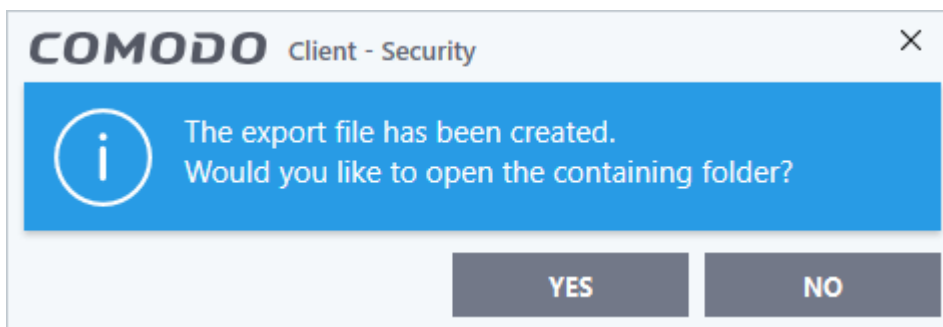 COMODO Client - Security
The export file has been created.
Would you like to open the containing folder?
YES NO